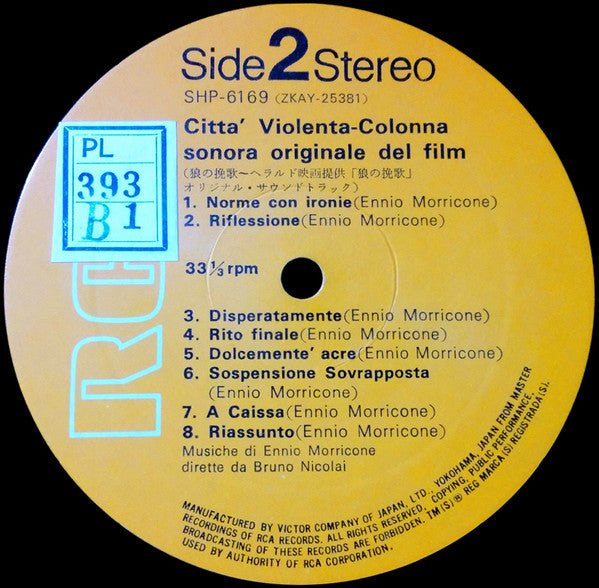 Side 2 Stereo
SHP-6169 (ZKAY-25381)
Citta' Violenta-Colonna
sonora originale del film
(狼の挽歌〜ヘラルド映画提供「狼の挽歌」
オリジナル・サウンドトラック)
1. Norme con ironie (Ennio Morricone)
2. Riflessione (Ennio Morricone)
PL
393
B 1
RC
33 1/3 rpm
3. Disperatamente (Ennio Morricone)
4. Rito finale (Ennio Morricone)
5. Dolcemente' acre (Ennio Morricone)
6. Sospensione Sovrapposta
(Ennio Morricone)
7. A Caissa (Ennio Morricone)
8. Riassunto (Ennio Morricone)
Musiche di Ennio Morricone
dirette da Bruno Nicolai
MANUFACTURED BY VICTOR COMPANY OF JAPAN, LTD., YOKOHAMA, JAPAN FROM MASTER
RECORDINGS OF RCA RECORDS. ALL RIGHTS RESERVED, COPYING, PUBLIC PERFORMANCE,
BROADCASTING OF THESE RECORDS ARE FORBIDDEN. TM(S)® REG MARCA(S) REGISTRADA(S).
USED BY AUTHORITY OF RCA CORPORATION.